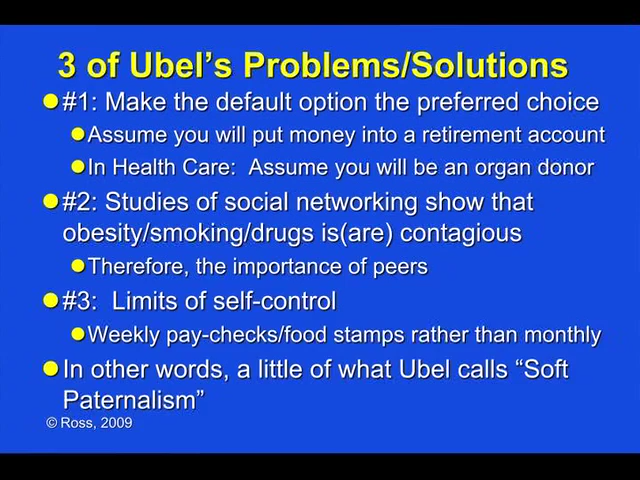 3 of Ubel's Problems/Solutions
#1: Make the default option the preferred choice
Assume you will put money into a retirement account
In Health Care:  Assume you will be an organ donor
#2: Studies of social networking show that
obesity/smoking/drugs is(are) contagious
Therefore, the importance of peers
#3:  Limits of self-control
Weekly pay-checks/food stamps rather than monthly
In other words, a little of what Ubel calls “Soft
Paternalism”
© Ross, 2009